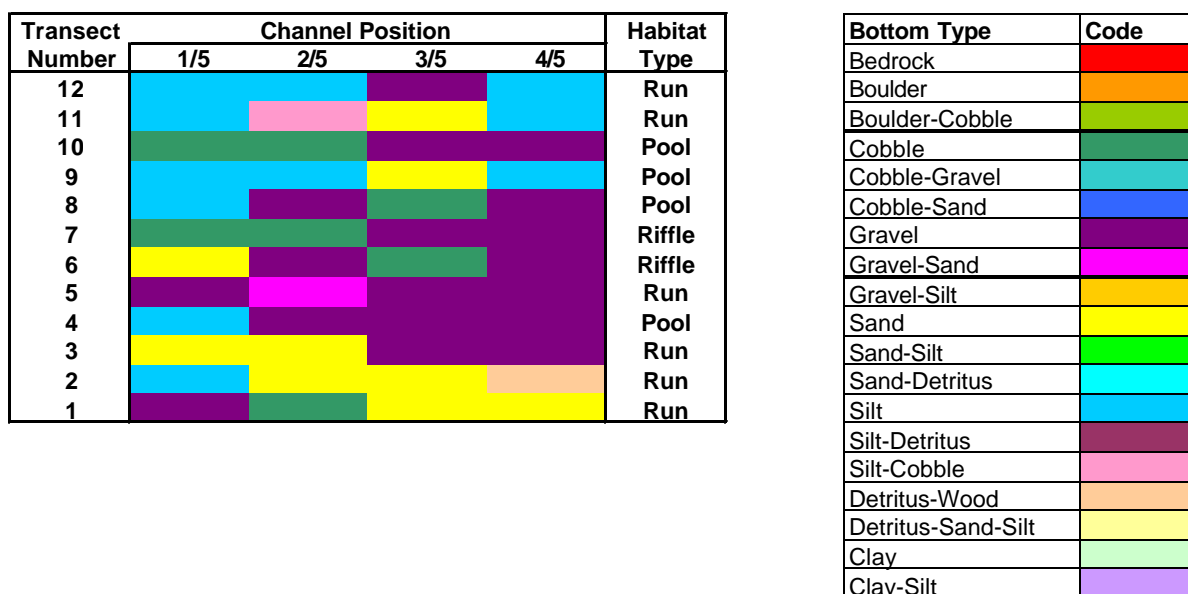 Transect Channel Position Habitat
Number 1/5 2/5 3/5 4/5 Type
12 Run
11 Run
10 Pool
9 Pool
8 Pool
7 Riffle
6 Riffle
5 Run
4 Pool
3 Run
2 Run
1 Run
Bottom Type Code
Bedrock
Boulder
Boulder-Cobble
Cobble
Cobble-Gravel
Cobble-Sand
Gravel
Gravel-Sand
Gravel-Silt
Sand
Sand-Silt
Sand-Detritus
Silt
Silt-Detritus
Silt-Cobble
Detritus-Wood
Detritus-Sand-Silt
Clay
Clay-Silt